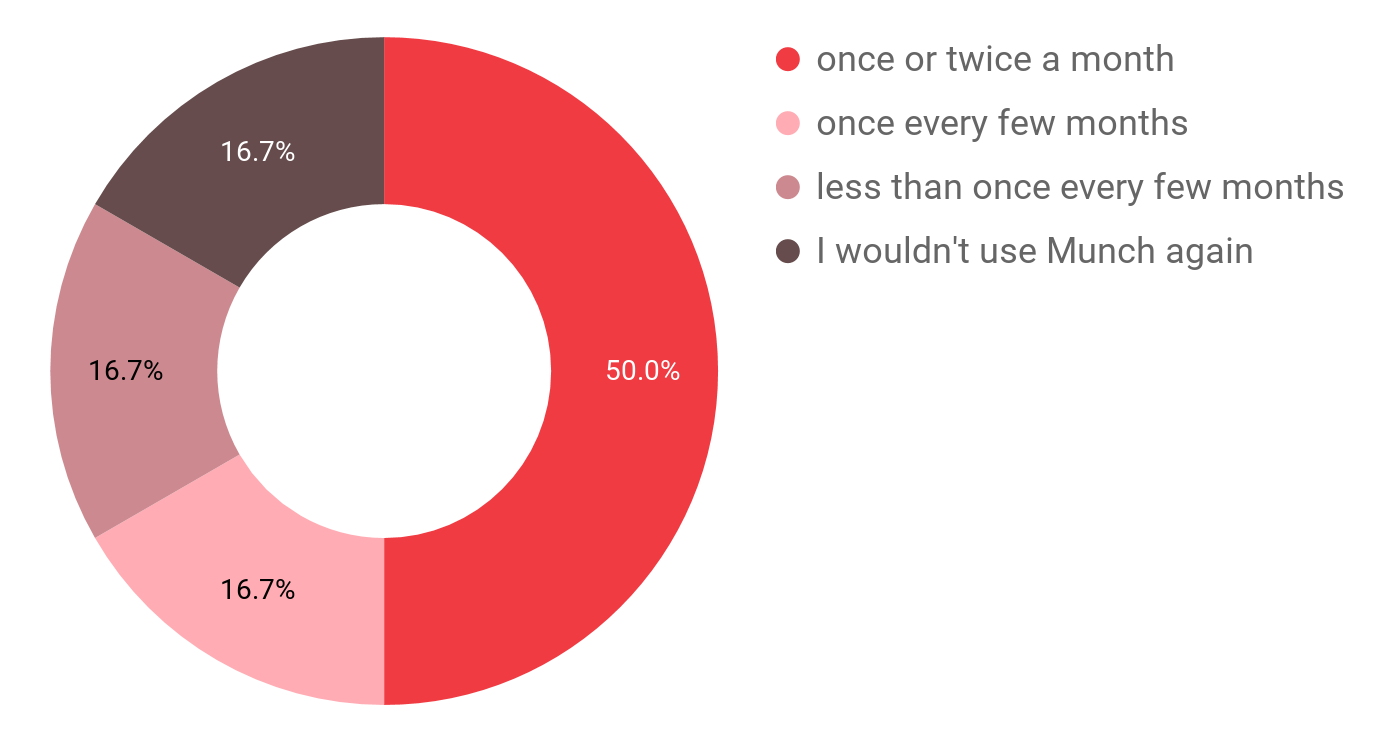 once or twice a month
once every few months
less than once every few months
I wouldn't use Munch again
16.7%
16.7%
50.0%
16.7%